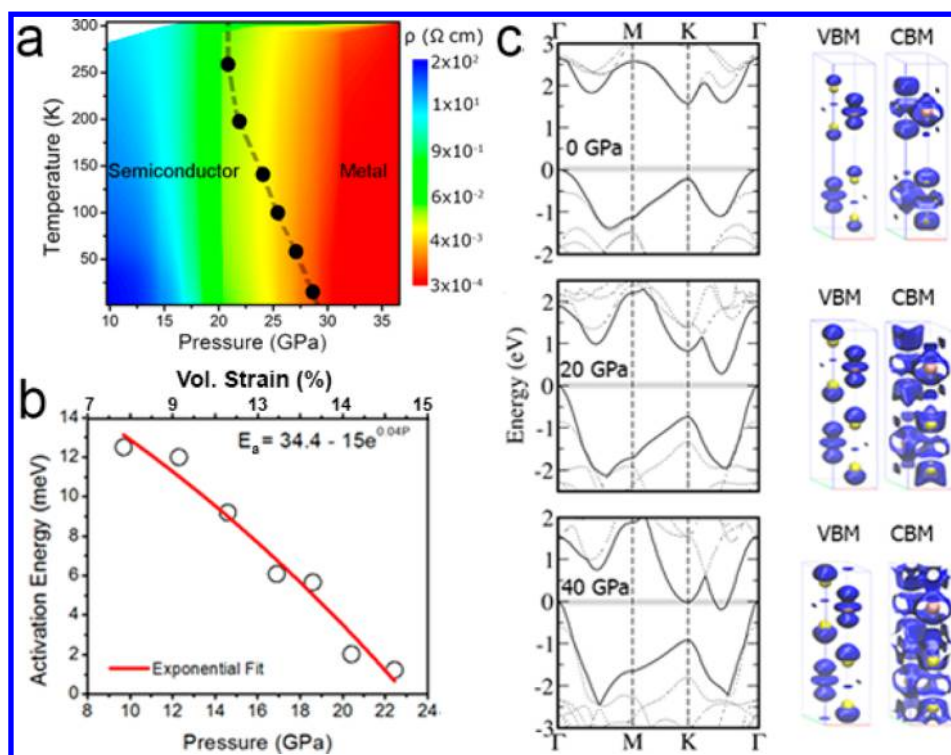 a
Temperature (K)
300
250
200
150
100
50
Semiconductor
Metal
10
15
20
25
30
35
Pressure (GPa)
ρ (Ω cm)
2x10²
1x10¹
9x10⁻¹
6x10⁻²
4x10⁻³
3x10⁻⁴
b
Vol. Strain (%)
7 9 11 13 14 15
Activation Energy (meV)
14
12
10
8
6
4
2
0
Eₐ = 34.4 - 15e^0.04P
Exponential Fit
8 10 12 14 16 18 20 22 24
Pressure (GPa)
c
Γ M K Γ
Energy (eV)
2
1
0
-1
-2
0 GPa
2
1
0
-1
-2
20 GPa
2
1
0
-1
-2
-3
40 GPa
Γ M K Γ
VBM CBM
VBM CBM
VBM CBM